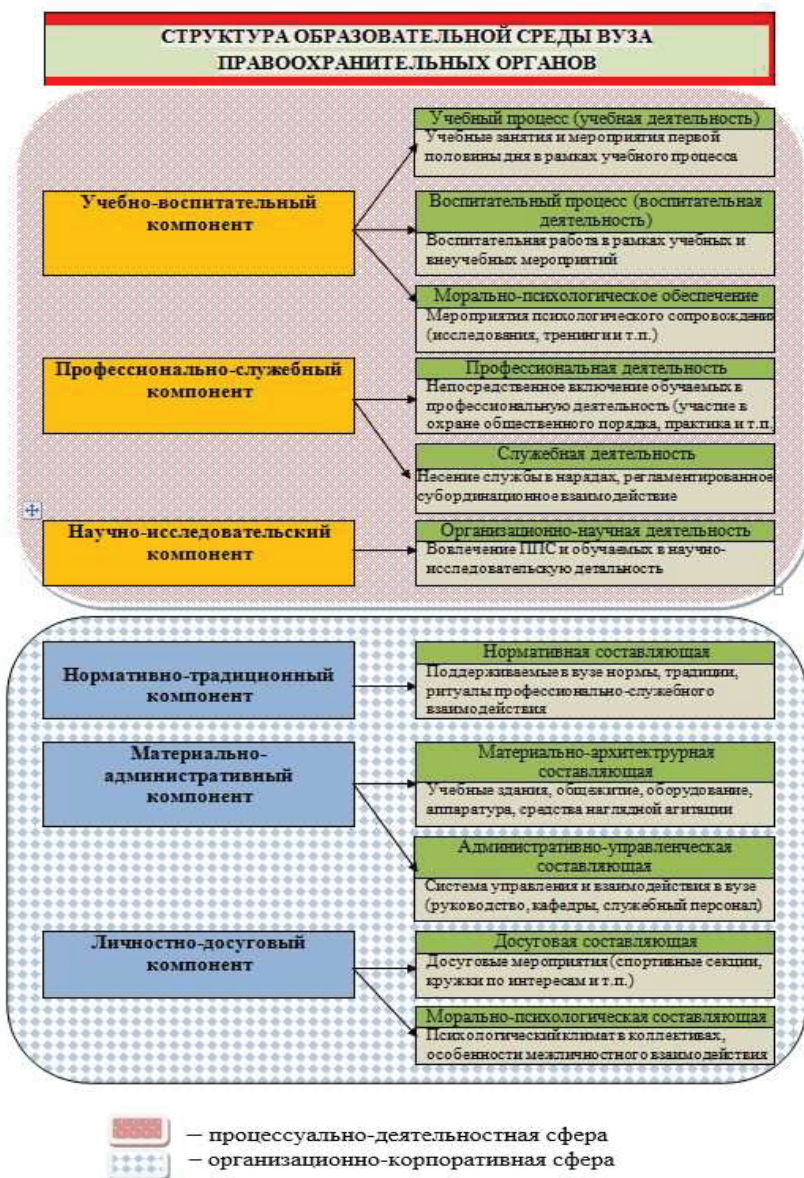 СТРУКТУРА ОБРАЗОВАТЕЛЬНОЙ СРЕДЫ ВУЗА
ПРАВООХРАНИТЕЛЬНЫХ ОРГАНОВ
Учебно-воспитательный
компонент
Учебный процесс (учебная деятельность)
Учебные занятия и мероприятия первой
половины дня в рамках учебного процесса
Воспитательный процесс (воспитательная
деятельность)
Воспитательная работа в рамках учебных и
внеучебных мероприятий
Морально-психологическое обеспечение
Мероприятия психологического сопровождения
(исследования, тренинги и т.п.)
Профессионально-служебный
компонент
Профессиональная деятельность
Непосредственное включение обучаемых в
профессиональную деятельность (участие в
охране общественного порядка, практика и т.п.)
Служебная деятельность
Несение службы в нарядах, регламентированное
субординационное взаимодействие
Научно-исследовательский
компонент
Организационно-научная деятельность
Вовлечение ППС и обучаемых в научно-
исследовательскую детальность
Нормативно-традиционный
компонент
Нормативная составляющая
Поддерживаемые в вузе нормы, традиции,
ритуалы профессионально-служебного
взаимодействия
Материально-
административный
компонент
Материально-архитектрурная
составляющая
Учебные здания, общежитие, оборудование,
аппаратура, средства наглядной агитации
Административно-управленческая
составляющая
Система управления и взаимодействия в вузе
(руководство, кафедры, служебный персонал)
Личностно-досуговый
компонент
Досуговая составляющая
Досуговые мероприятия (спортивные секции,
кружки по интересам и т.п.)
Морально-психологическая составляющая
Психологический климат в коллективах,
особенности межличностного взаимодействия
– процессуально-деятельностная сфера
– организационно-корпоративная сфера